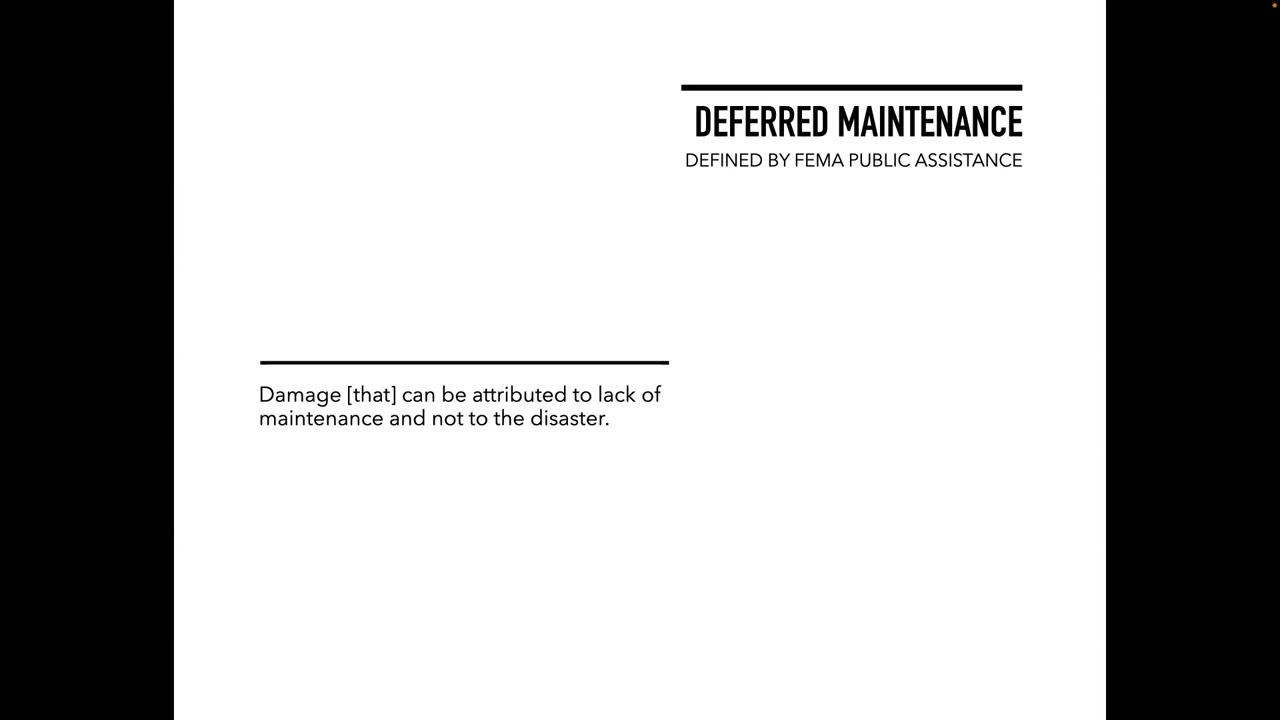 DEFERRED MAINTENANCE
DEFINED BY FEMA PUBLIC ASSISTANCE
Damage [that] can be attributed to lack of
maintenance and not to the disaster.